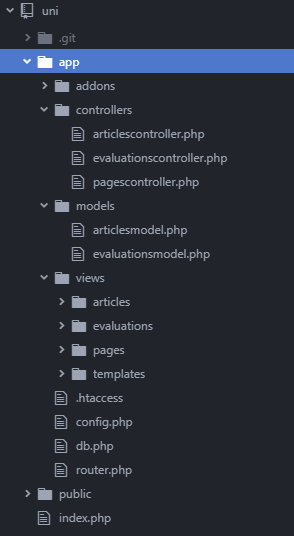 uni
.git
app
addons
controllers
articlescontroller.php
evaluationscontroller.php
pagescontroller.php
models
articlesmodel.php
evaluationsmodel.php
views
articles
evaluations
pages
templates
.htaccess
config.php
db.php
router.php
public
index.php